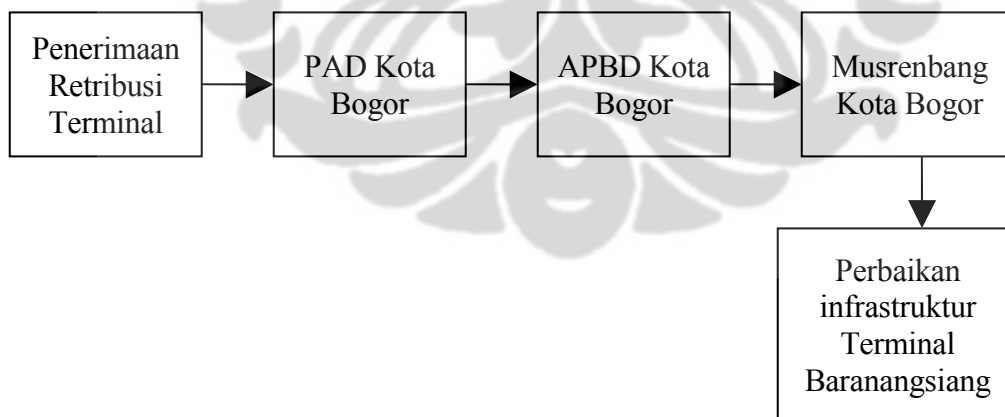 Penerimaan
Retribusi
Terminal
PAD Kota
Bogor
APBD Kota
Bogor
Musrenbang
Kota Bogor
Perbaikan
infrastruktur
Terminal
Baranangsiang